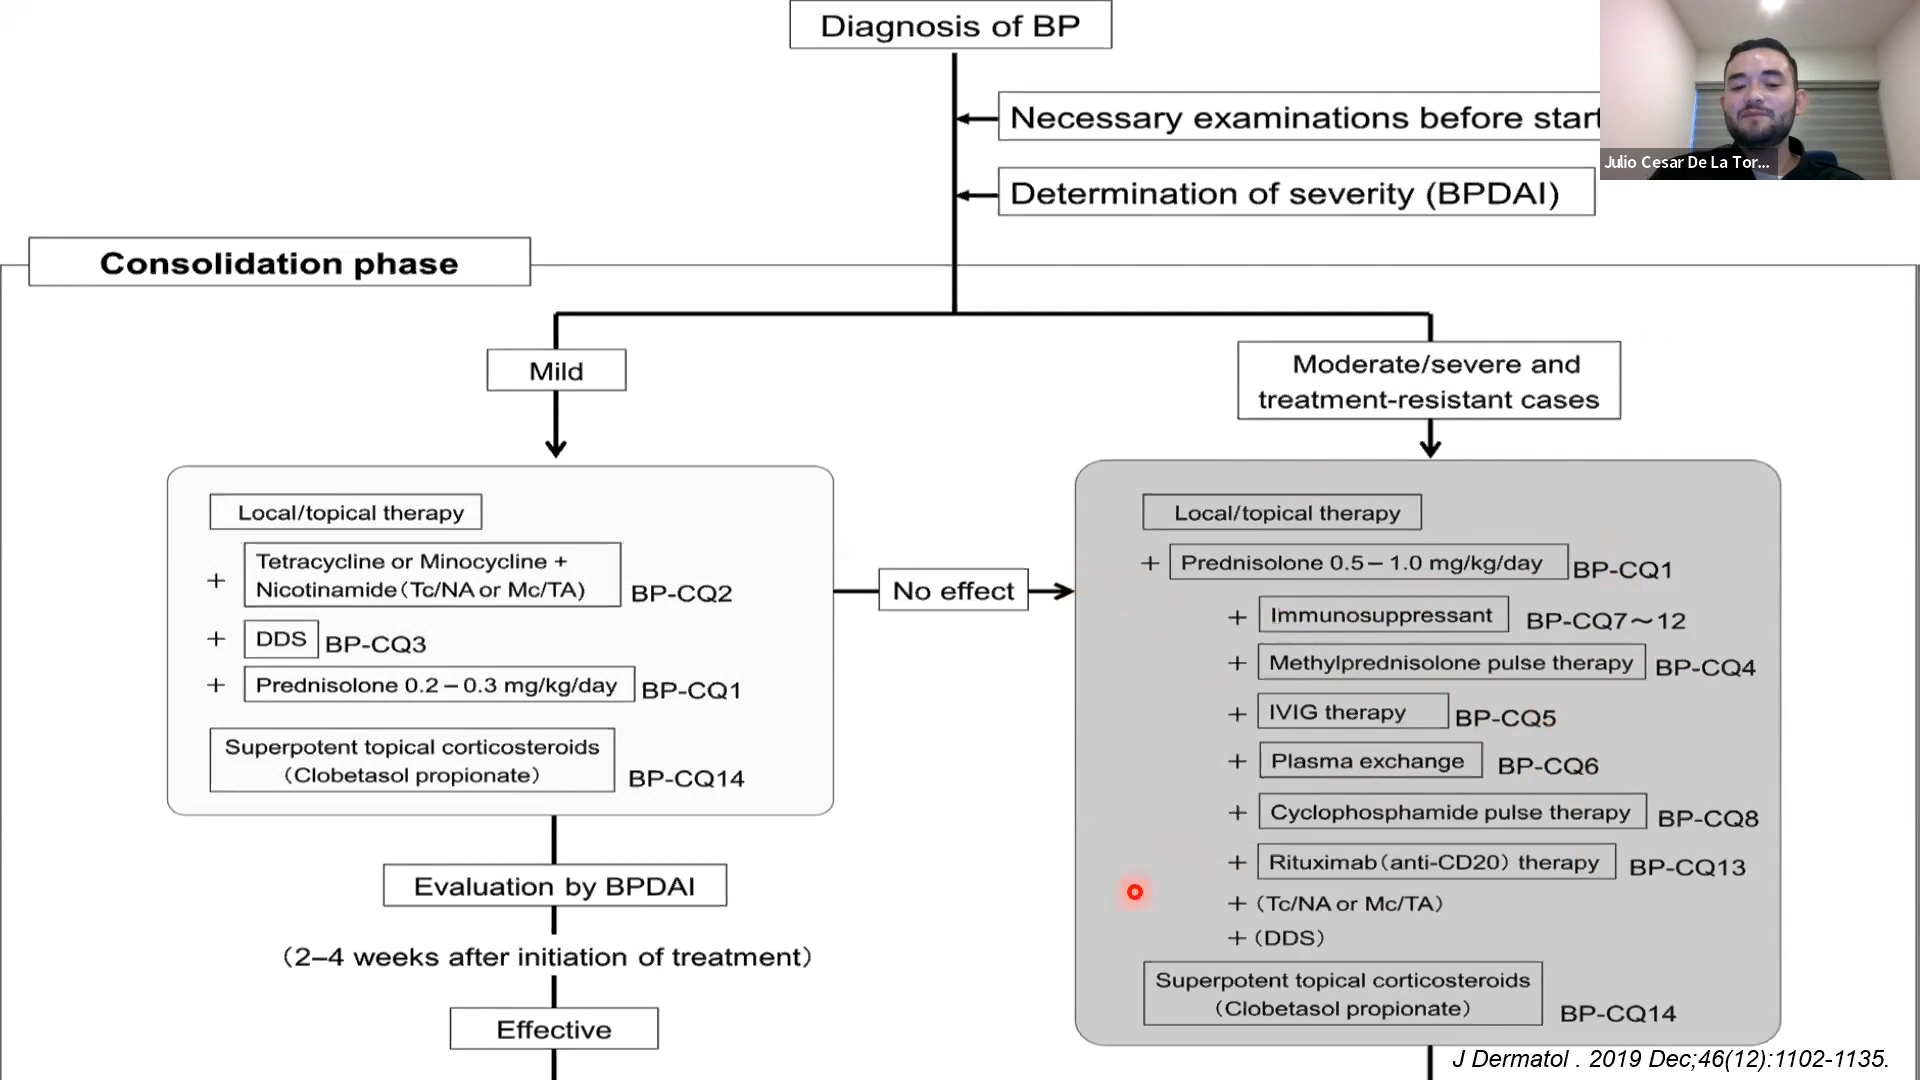 Diagnosis of BP
Necessary examinations before start
Julio Cesar De La Tor...
Determination of severity (BPDAI)
Consolidation phase
Mild
Moderate/severe and
treatment-resistant cases
Local/topical therapy
+ Tetracycline or Minocycline +
Nicotinamide (Tc/NA or Mc/TA) BP-CQ2
+ DDS BP-CQ3
+ Prednisolone 0.2 – 0.3 mg/kg/day BP-CQ1
Superpotent topical corticosteroids
(Clobetasol propionate) BP-CQ14
No effect
Local/topical therapy
+ Prednisolone 0.5 – 1.0 mg/kg/day BP-CQ1
+ Immunosuppressant BP-CQ7～12
+ Methylprednisolone pulse therapy BP-CQ4
+ IVIG therapy BP-CQ5
+ Plasma exchange BP-CQ6
+ Cyclophosphamide pulse therapy BP-CQ8
+ Rituximab (anti-CD20) therapy BP-CQ13
+ (Tc/NA or Mc/TA)
+ (DDS)
Superpotent topical corticosteroids
(Clobetasol propionate) BP-CQ14
Evaluation by BPDAI
(2–4 weeks after initiation of treatment)
Effective
J Dermatol . 2019 Dec;46(12):1102-1135.